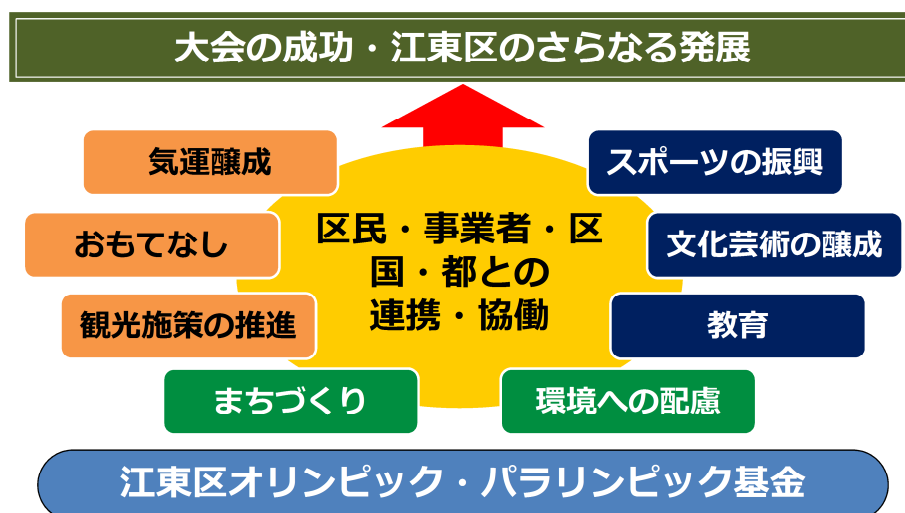 大会の成功・江東区のさらなる発展
気運醸成
スポーツの振興
おもてなし
区民・事業者・区
国・都との
連携・協働
文化芸術の醸成
観光施策の推進
教育
まちづくり
環境への配慮
江東区オリンピック・パラリンピック基金